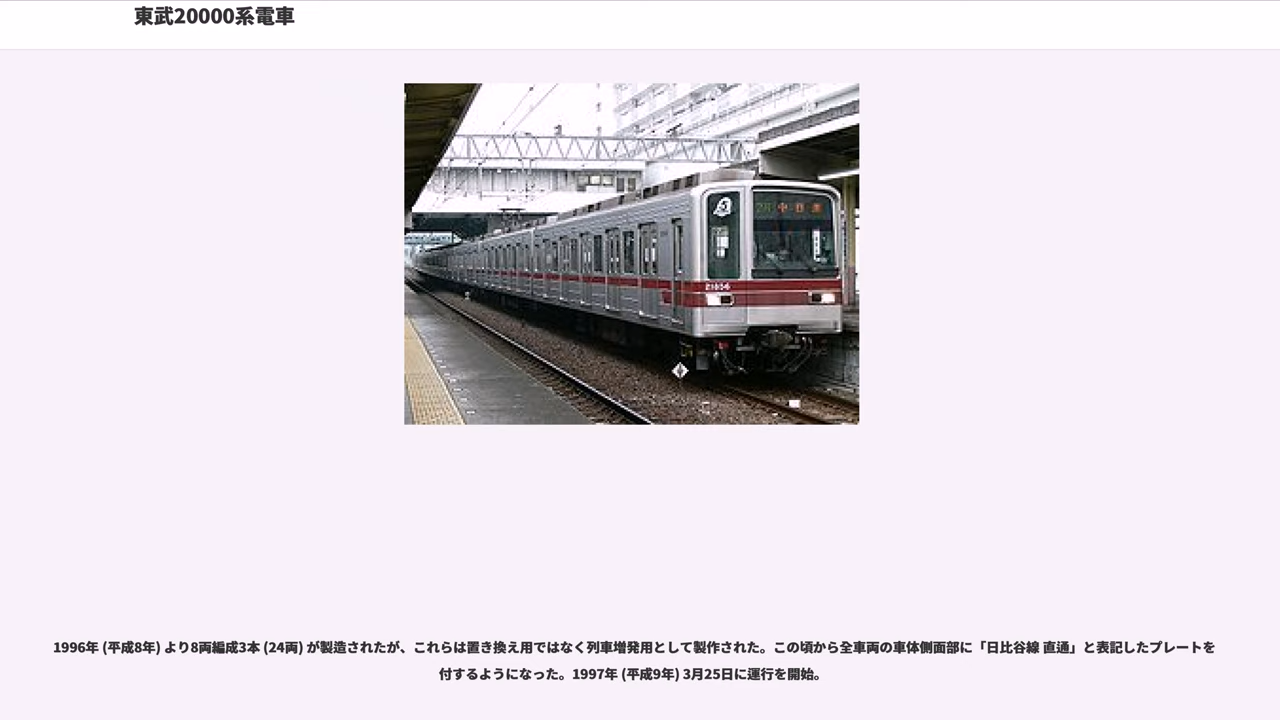 東武20000系電車
中目黒
21856
1996年 (平成8年) より8両編成3本 (24両) が製造されたが、これらは置き換え用ではなく列車増発用として製作された。この頃から全車両の車体側面部に「日比谷線 直通」と表記したプレートを
付するようになった。1997年 (平成9年) 3月25日に運行を開始。